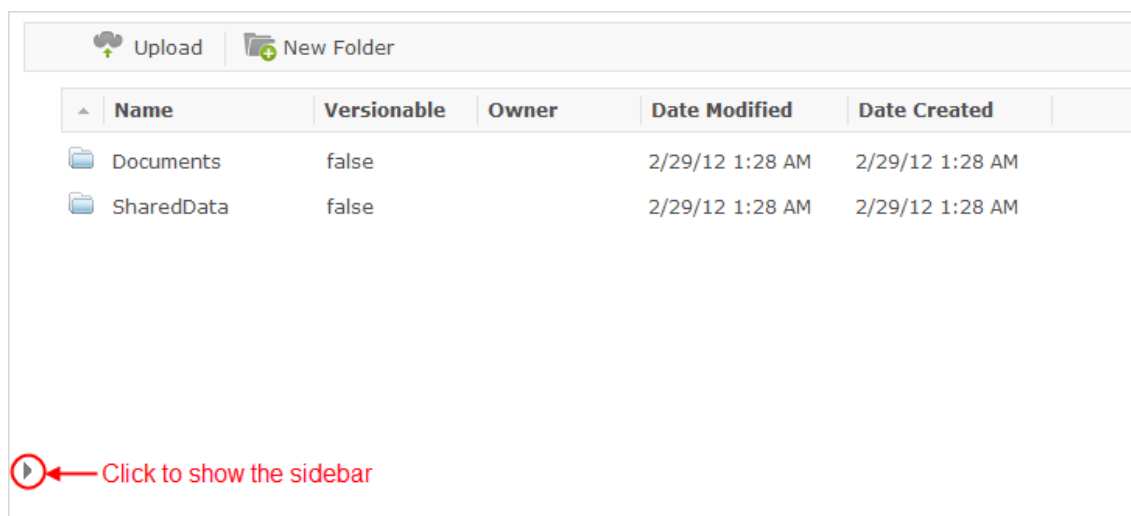 Upload New Folder
Name Versionable Owner Date Modified Date Created
Documents false 2/29/12 1:28 AM 2/29/12 1:28 AM
SharedData false 2/29/12 1:28 AM 2/29/12 1:28 AM
Click to show the sidebar